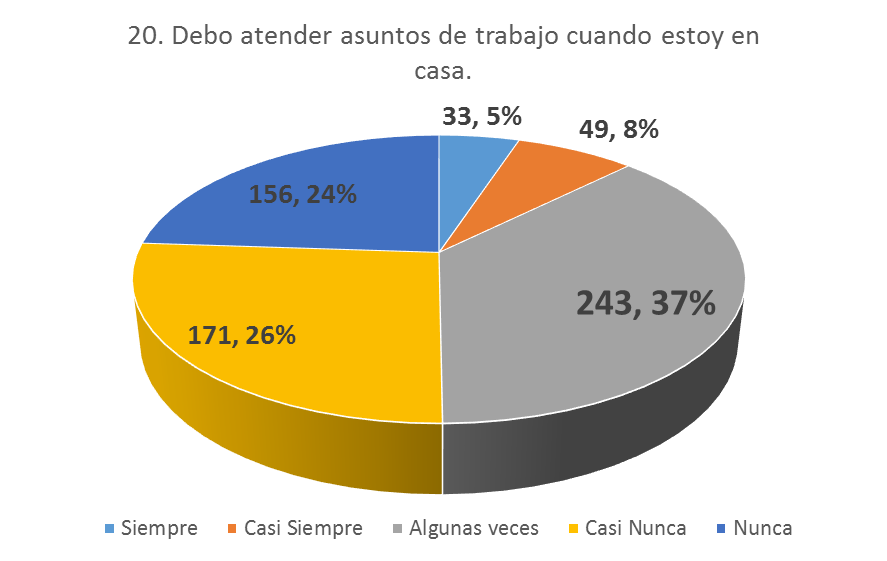 20. Debo atender asuntos de trabajo cuando estoy en
casa.
33, 5%
49, 8%
156, 24%
243, 37%
171, 26%
Siempre Casi Siempre Algunas veces Casi Nunca Nunca